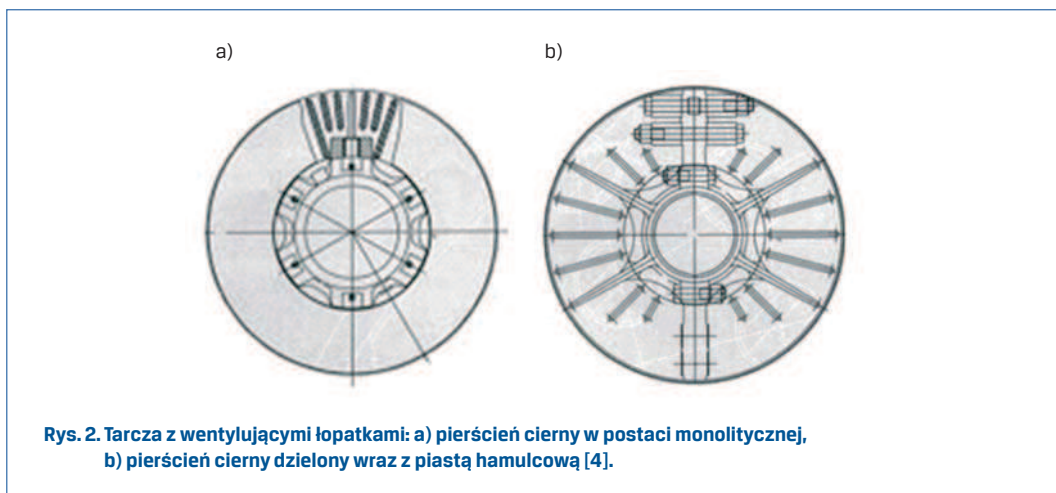 a)
b)
Rys. 2. Tarcza z wentylującymi łopatkami: a) pierścień cierny w postaci monolitycznej,
b) pierścień cierny dzielony wraz z piastą hamulcową [4].